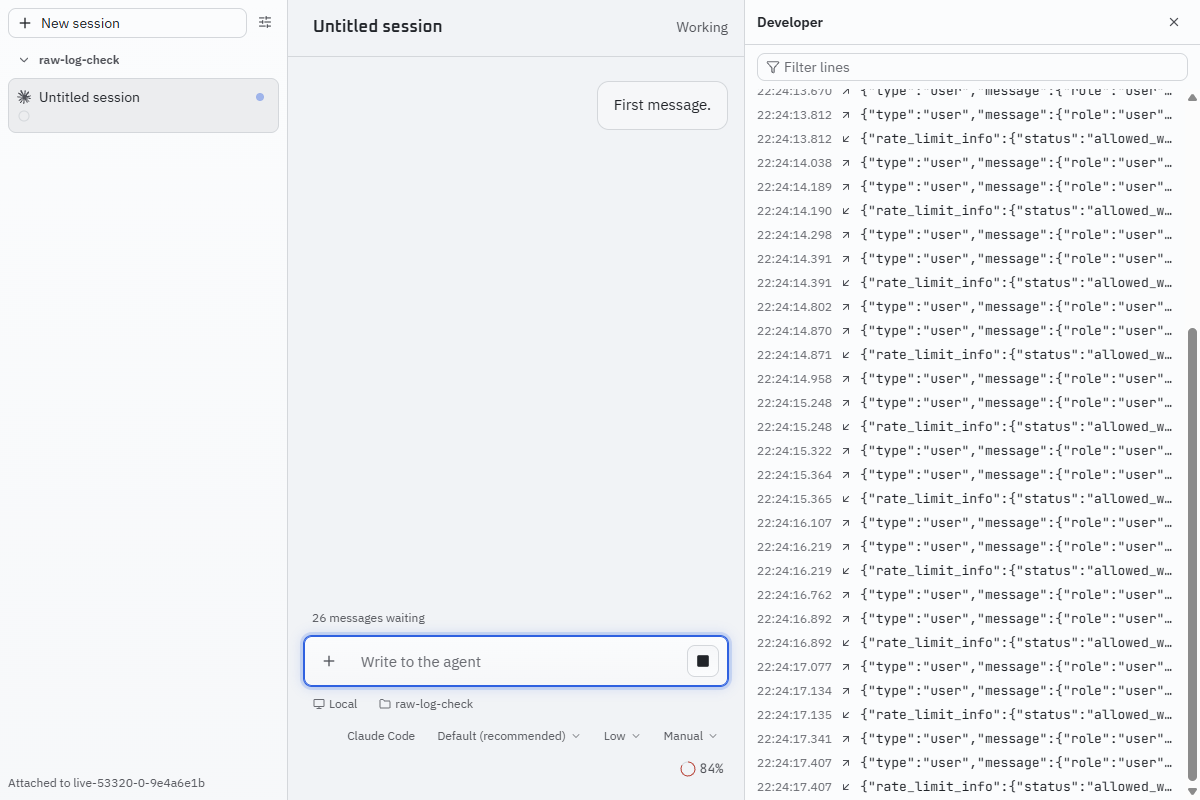 New session
raw-log-check
Untitled session
Attached to live-53320-0-9e4a6e1b
Untitled session
Working
First message.
26 messages waiting
Write to the agent
Local raw-log-check
Claude Code Default (recommended) Low Manual
84%
Developer
Filter lines
22:24:13.670 {"type":"user","message":{"role":"user"…
22:24:13.812 {"type":"user","message":{"role":"user"…
22:24:13.812 {"rate_limit_info":{"status":"allowed_w…
22:24:14.038 {"type":"user","message":{"role":"user"…
22:24:14.189 {"type":"user","message":{"role":"user"…
22:24:14.190 {"rate_limit_info":{"status":"allowed_w…
22:24:14.298 {"type":"user","message":{"role":"user"…
22:24:14.391 {"type":"user","message":{"role":"user"…
22:24:14.391 {"rate_limit_info":{"status":"allowed_w…
22:24:14.802 {"type":"user","message":{"role":"user"…
22:24:14.870 {"type":"user","message":{"role":"user"…
22:24:14.871 {"rate_limit_info":{"status":"allowed_w…
22:24:14.958 {"type":"user","message":{"role":"user"…
22:24:15.248 {"type":"user","message":{"role":"user"…
22:24:15.248 {"rate_limit_info":{"status":"allowed_w…
22:24:15.322 {"type":"user","message":{"role":"user"…
22:24:15.364 {"type":"user","message":{"role":"user"…
22:24:15.365 {"rate_limit_info":{"status":"allowed_w…
22:24:16.107 {"type":"user","message":{"role":"user"…
22:24:16.219 {"type":"user","message":{"role":"user"…
22:24:16.219 {"rate_limit_info":{"status":"allowed_w…
22:24:16.762 {"type":"user","message":{"role":"user"…
22:24:16.892 {"type":"user","message":{"role":"user"…
22:24:16.892 {"rate_limit_info":{"status":"allowed_w…
22:24:17.077 {"type":"user","message":{"role":"user"…
22:24:17.134 {"type":"user","message":{"role":"user"…
22:24:17.135 {"rate_limit_info":{"status":"allowed_w…
22:24:17.341 {"type":"user","message":{"role":"user"…
22:24:17.407 {"type":"user","message":{"role":"user"…
22:24:17.407 {"rate_limit_info":{"status":"allowed_w…